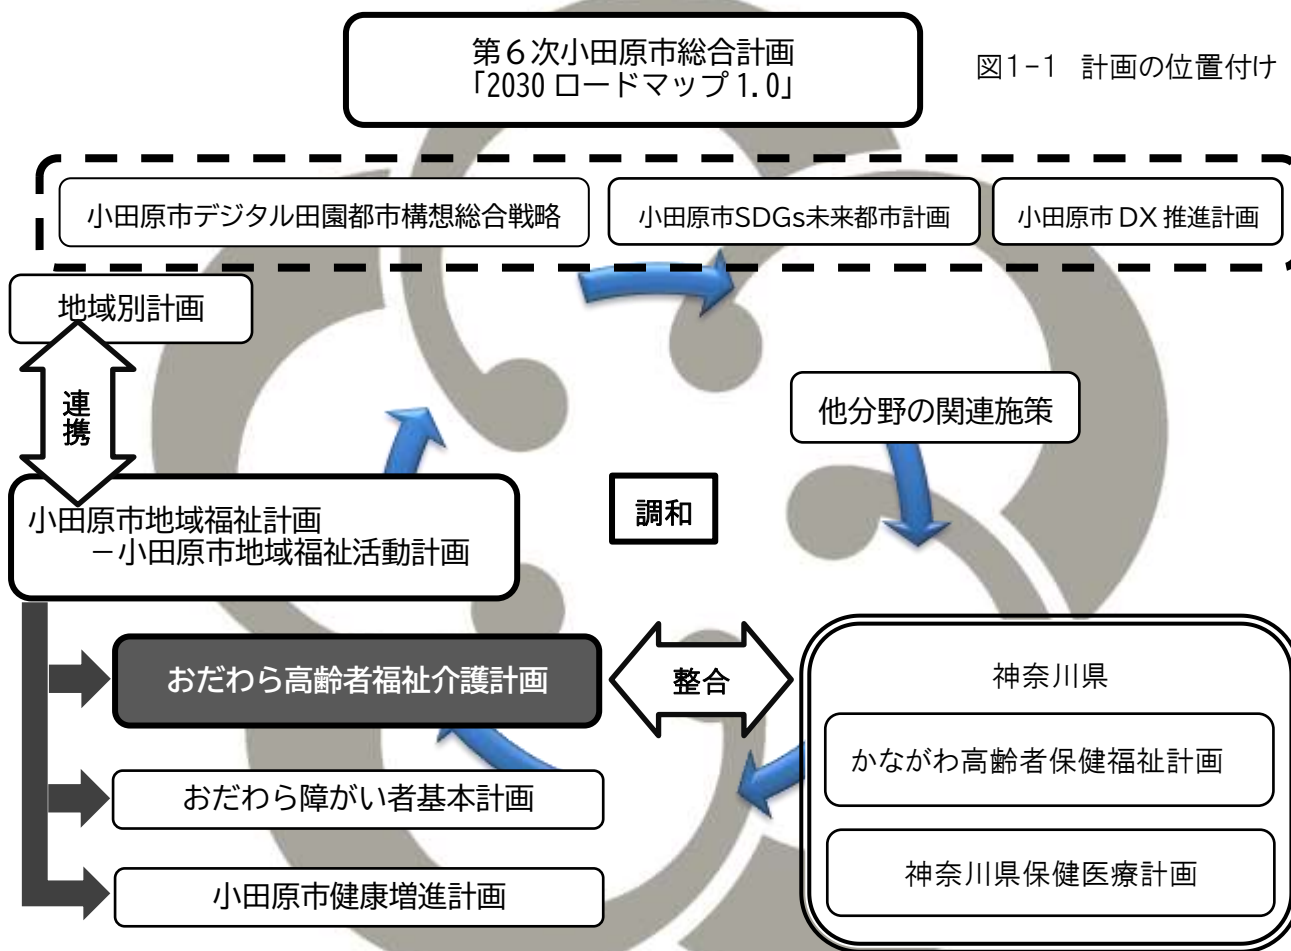 第6次小田原市総合計画
「2030 ロードマップ 1.0」
図1-1 計画の位置付け
小田原市デジタル田園都市構想総合戦略
小田原市SDGs未来都市計画
小田原市 DX 推進計画
地域別計画
連携
他分野の関連施策
調和
小田原市地域福祉計画
－小田原市地域福祉活動計画
おだわら高齢者福祉介護計画
整合
神奈川県
かながわ高齢者保健福祉計画
おだわら障がい者基本計画
神奈川県保健医療計画
小田原市健康増進計画